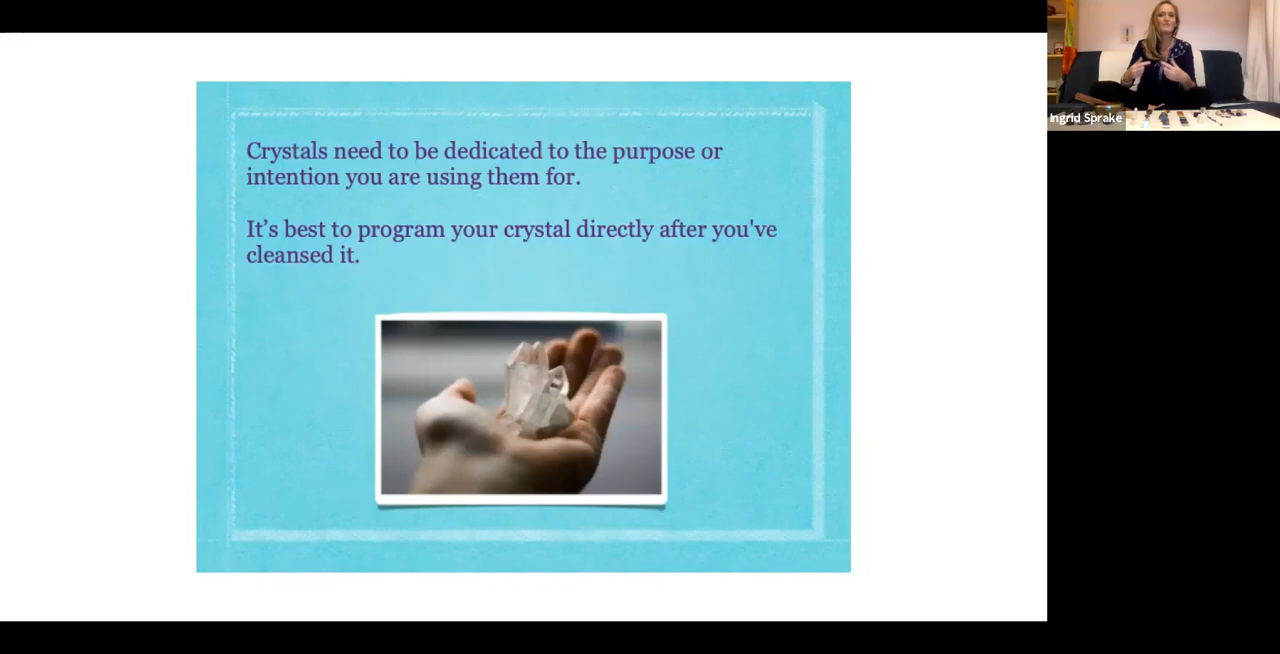 Crystals need to be dedicated to the purpose or
intention you are using them for.
It’s best to program your crystal directly after you've
cleansed it.
Ingrid Sprake